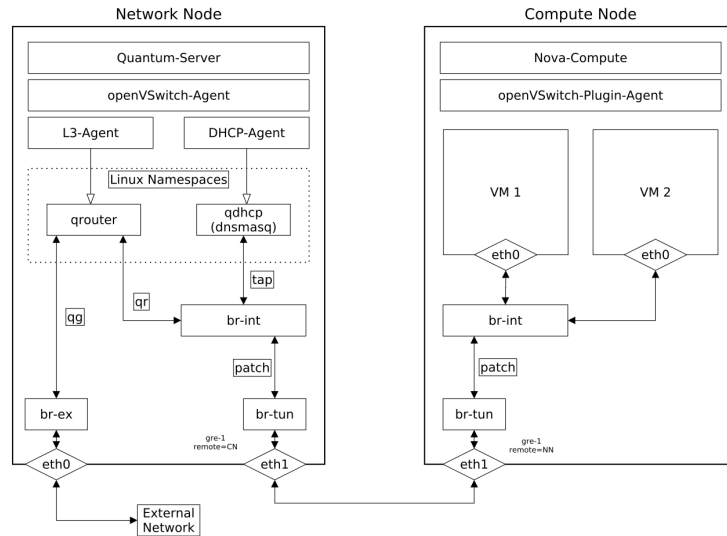 Network Node
Compute Node
Quantum-Server
Nova-Compute
openVSwitch-Agent
openVSwitch-Plugin-Agent
L3-Agent
DHCP-Agent
Linux Namespaces
VM 1
VM 2
qrouter
qdhcp
(dnsmasq)
eth0
eth0
tap
qr
qg
br-int
br-int
patch
patch
br-ex
br-tun
br-tun
gre-1
remote=CN
gre-1
remote=NN
eth0
eth1
eth1
External
Network